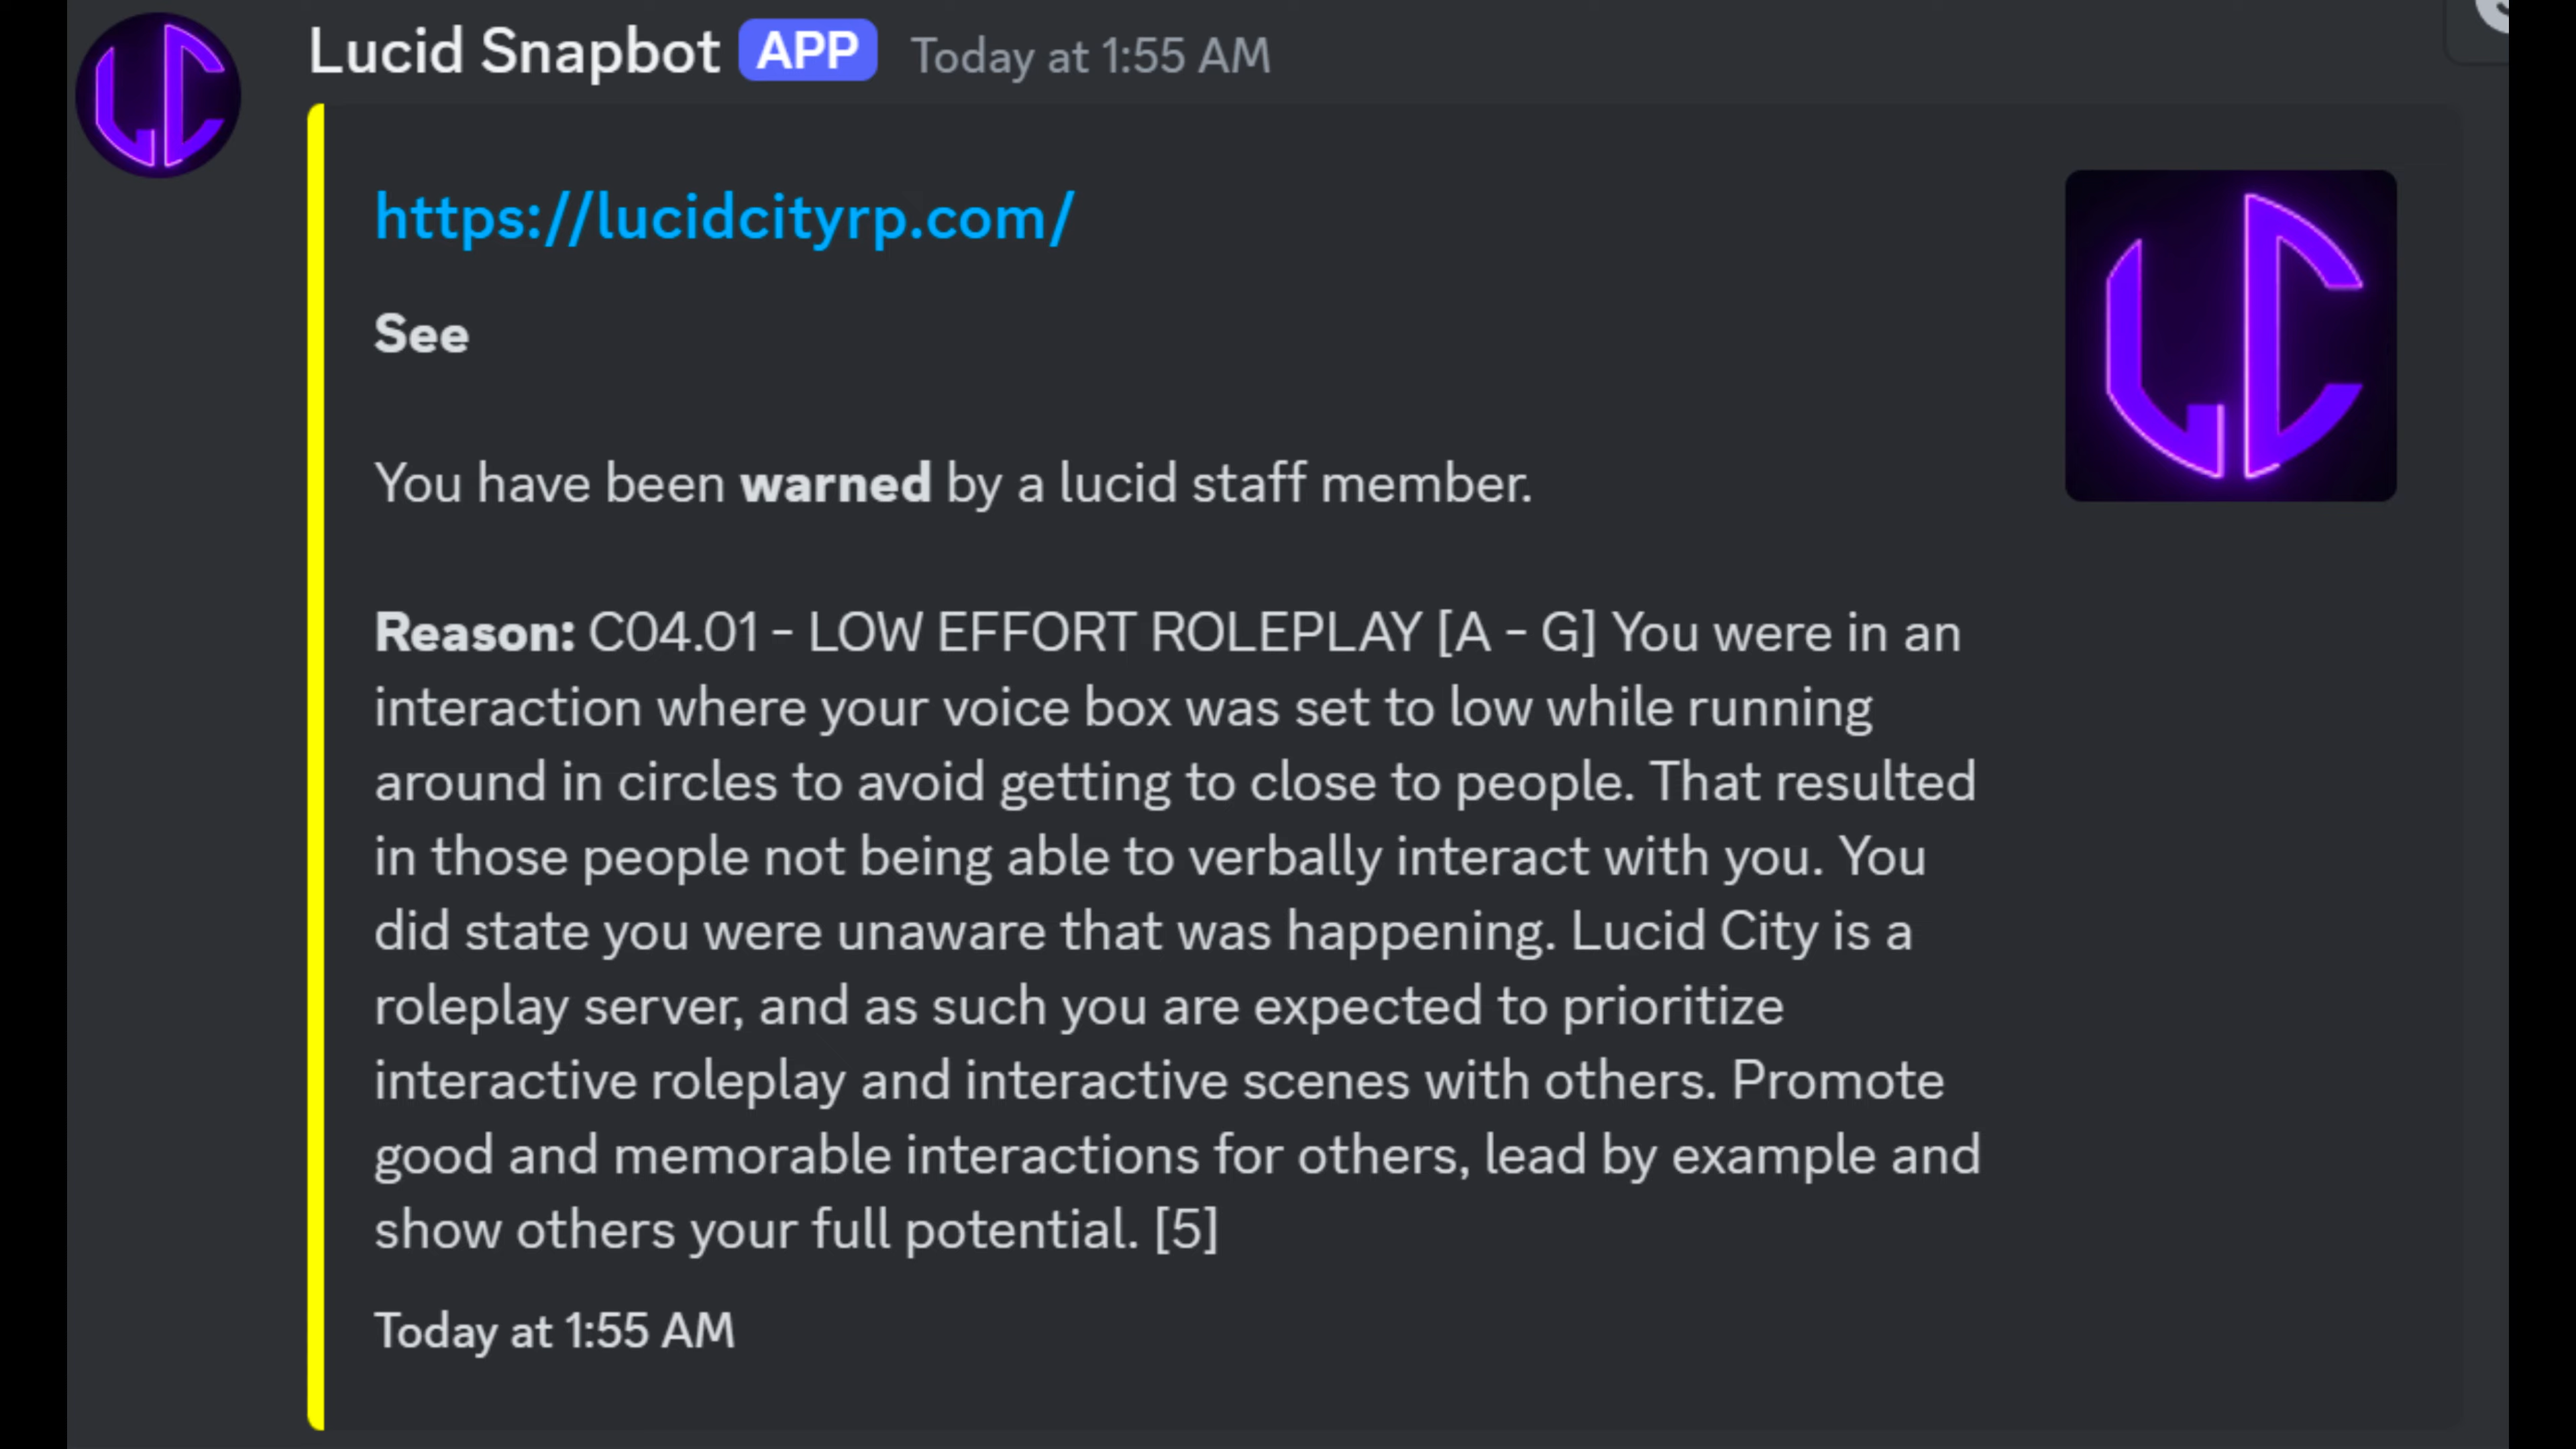 Lucid Snapbot APP Today at 1:55 AM
https://lucidcityrp.com/
See
You have been warned by a lucid staff member.
Reason: C04.01 - LOW EFFORT ROLEPLAY [A - G] You were in an
interaction where your voice box was set to low while running
around in circles to avoid getting to close to people. That resulted
in those people not being able to verbally interact with you. You
did state you were unaware that was happening. Lucid City is a
roleplay server, and as such you are expected to prioritize
interactive roleplay and interactive scenes with others. Promote
good and memorable interactions for others, lead by example and
show others your full potential. [5]
Today at 1:55 AM